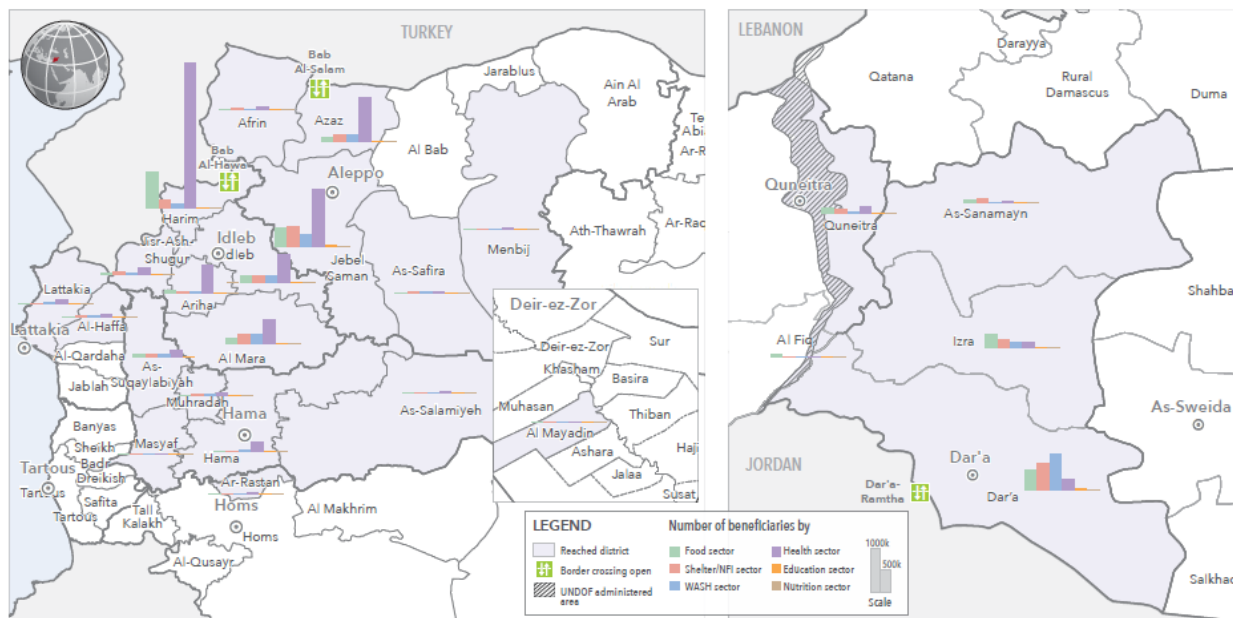 TURKEY
Bab
Al-Salam
Jarablus
Ain Al
Arab
Afrin
Azaz
Al Bab
Bab
Al-Hawa
Aleppo
Harim
Jisr-Ash-
Shugur
Idleb
Jebel
Saman
As-Safira
Menbij
Ath-Thawrah
Lattakia
Ariha
Al-Haffa
Lattakia
Al-Qardaha
As-
Suqaylabiyah
Al Mara
Jablah
Muhradah
Hama
As-Salamiyeh
Banyas
Sheikh
Badr
Masyaf
Hama
Dreikish
Tartous
Ar-Rastan
Safita
Tall
Kalakh
Homs
Homs
Al Makhrim
Tartous
Al-Qusayr
Deir-ez-Zor
Deir-ez-Zor
Sur
Khasham
Basira
Muhasan
Thiban
Al Mayadin
Ashara
Jalaa
Susat
LEBANON
Darayya
Qatana
Rural
Damascus
Duma
Quneitra
Quneitra
As-Sanamayn
Shahba
Al Fiq
Izra
As-Sweida
JORDAN
Dar'a
Dar'a-
Ramtha
Dar'a
Salkhad
LEGEND
Reached district
Border crossing open
UNDOF administered
area
Number of beneficiaries by
Food sector
Shelter/NFI sector
WASH sector
Health sector
Education sector
Nutrition sector
1000k
500k
Scale